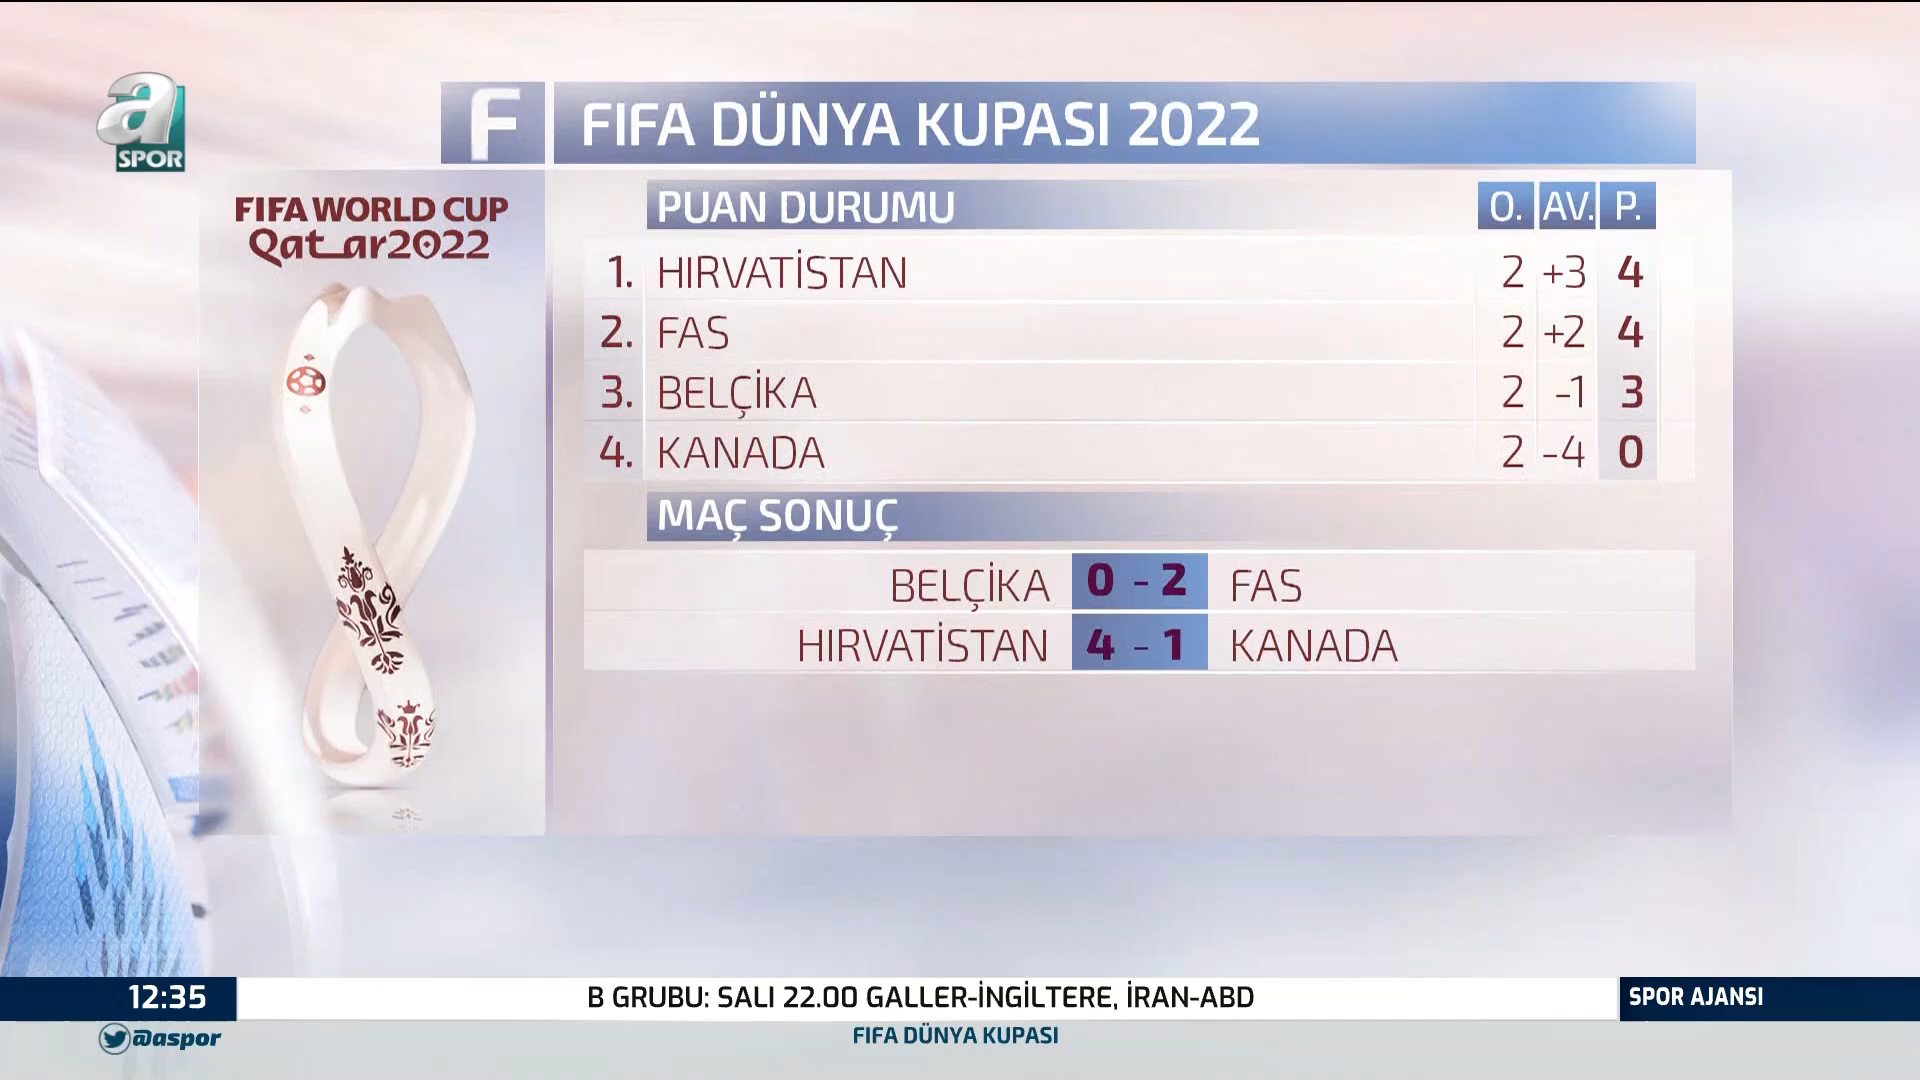 a
SPOR
F
FIFA DÜNYA KUPASI 2022
FIFA WORLD CUP
Qatar2022
PUAN DURUMU O. AV. P.
1. HIRVATİSTAN 2 +3 4
2. FAS 2 +2 4
3. BELÇİKA 2 -1 3
4. KANADA 2 -4 0
MAÇ SONUÇ
BELÇİKA 0 - 2 FAS
HIRVATİSTAN 4 - 1 KANADA
12:35 B GRUBU: SALI 22.00 GALLER-İNGİLTERE, İRAN-ABD SPOR AJANSI
@aspor FIFA DÜNYA KUPASI